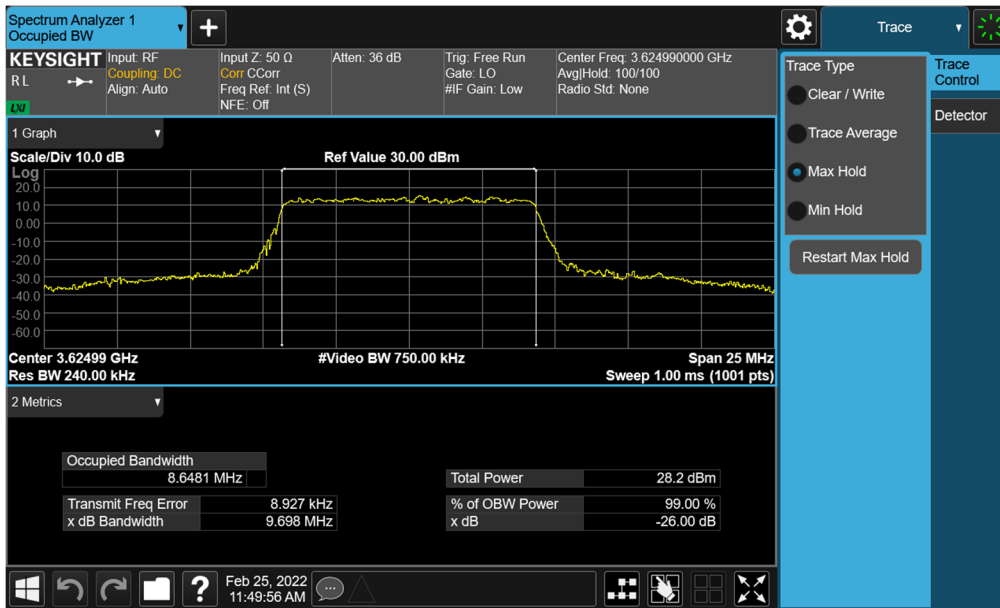 Spectrum Analyzer 1
Occupied BW
Trace
KEYSIGHT
RL
LXI
Input: RF
Coupling: DC
Align: Auto
Input Z: 50 Ω
Corr CCorr
Freq Ref: Int (S)
NFE: Off
Atten: 36 dB
Trig: Free Run
Gate: LO
#IF Gain: Low
Center Freq: 3.624990000 GHz
Avg|Hold: 100/100
Radio Std: None
Trace Type
Clear / Write
Trace Average
Max Hold
Min Hold
Restart Max Hold
Trace
Control
Detector
1 Graph
Scale/Div 10.0 dB
Ref Value 30.00 dBm
Log
20.0
10.0
0.00
-10.0
-20.0
-30.0
-40.0
-50.0
-60.0
Center 3.62499 GHz
#Video BW 750.00 kHz
Span 25 MHz
Res BW 240.00 kHz
Sweep 1.00 ms (1001 pts)
2 Metrics
Occupied Bandwidth
8.6481 MHz
Transmit Freq Error 8.927 kHz
x dB Bandwidth 9.698 MHz
Total Power 28.2 dBm
% of OBW Power 99.00 %
x dB -26.00 dB
?
Feb 25, 2022
11:49:56 AM